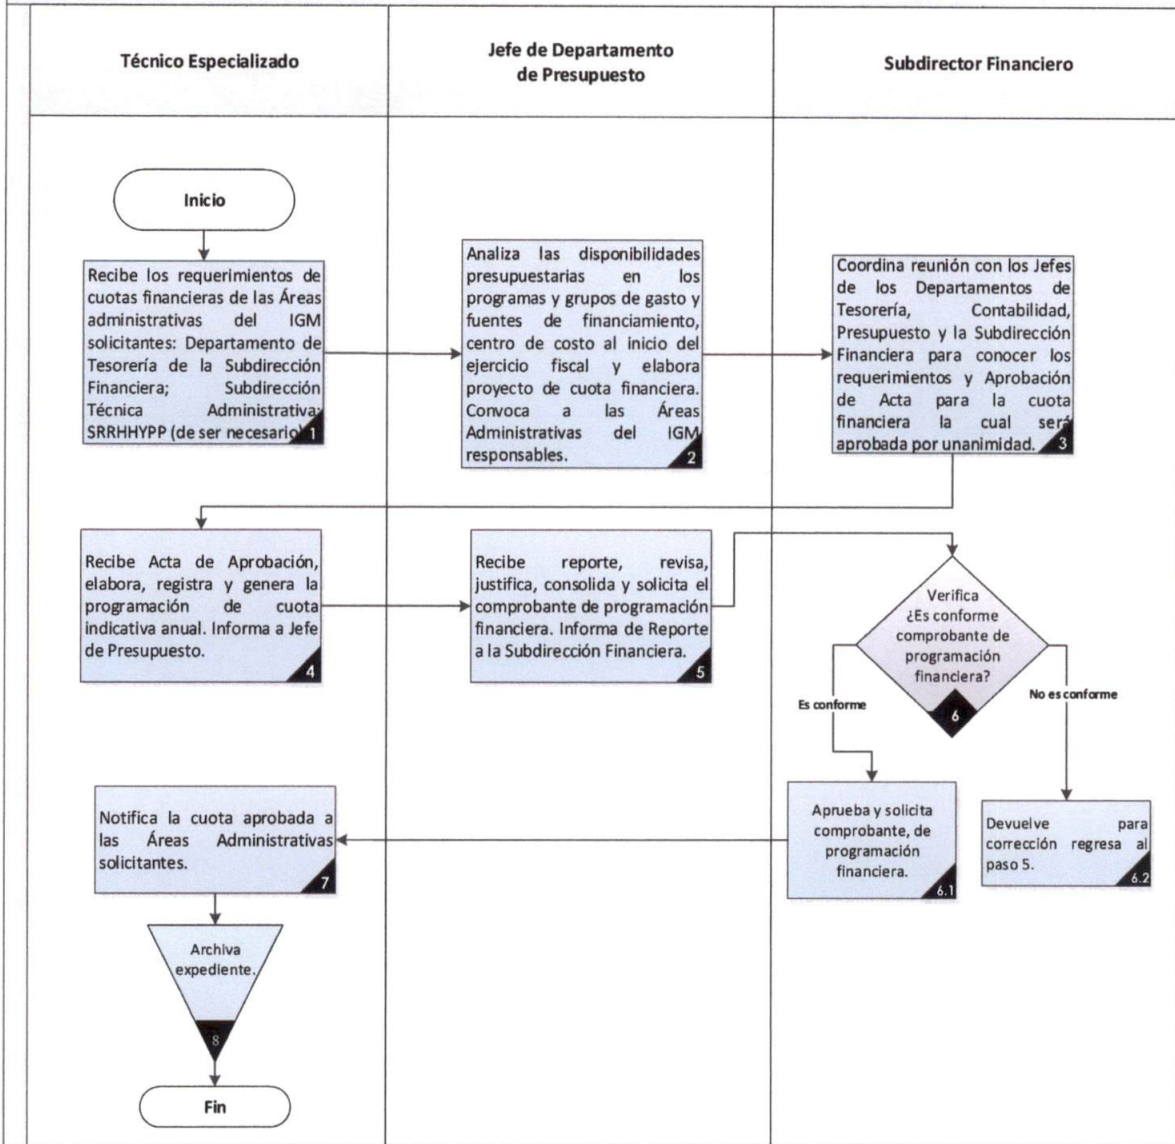 Técnico Especializado
Jefe de Departamento
de Presupuesto
Subdirector Financiero
Inicio
Recibe los requerimientos de
cuotas financieras de las Áreas
administrativas del IGM
solicitantes: Departamento de
Tesorería de la Subdirección
Financiera; Subdirección
Técnica Administrativa;
SRRHHYPP (de ser necesario)
1
Analiza las disponibilidades
presupuestarias en los
programas y grupos de gasto y
fuentes de financiamiento,
centro de costo al inicio del
ejercicio fiscal y elabora
proyecto de cuota financiera.
Convoca a las Áreas
Administrativas del IGM
responsables.
2
Coordina reunión con los Jefes
de los Departamentos de
Tesorería, Contabilidad,
Presupuesto y la Subdirección
Financiera para conocer los
requerimientos y Aprobación
de Acta para la cuota
financiera la cual será
aprobada por unanimidad.
3
Recibe Acta de Aprobación,
elabora, registra y genera la
programación de cuota
indicativa anual. Informa a Jefe
de Presupuesto.
4
Recibe reporte, revisa,
justifica, consolida y solicita el
comprobante de programación
financiera. Informa de Reporte
a la Subdirección Financiera.
5
Verifica
¿Es conforme
comprobante de
programación
financiera?
6
Es conforme
No es conforme
Aprueba y solicita
comprobante, de
programación
financiera.
6.1
Devuelve para
corrección regresa al
paso 5.
6.2
Notifica la cuota aprobada a
las Áreas Administrativas
solicitantes.
7
Archiva
expediente.
8
Fin